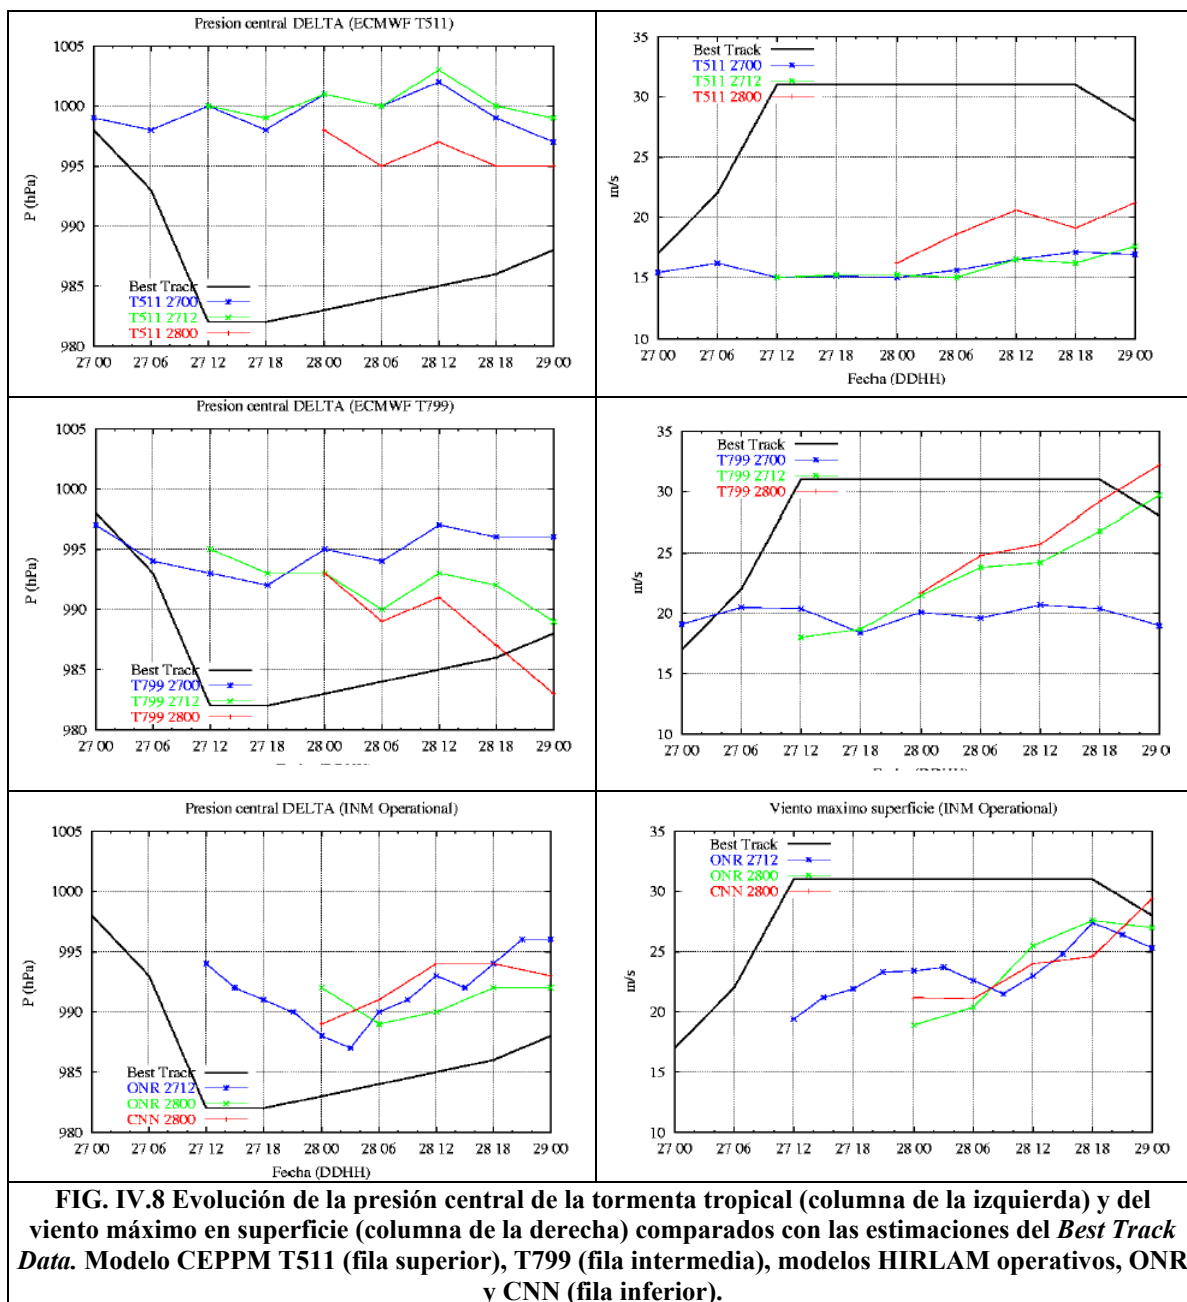 Presion central DELTA (ECMWF T511)
1005
1000
995
990
985
980
P (hPa)
Best Track
T511 2700
T511 2712
T511 2800
27 00 27 06 27 12 27 18 28 00 28 06 28 12 28 18 29 00
35
30
25
20
15
10
m/s
Best Track
T511 2700
T511 2712
T511 2800
27 00 27 06 27 12 27 18 28 00 28 06 28 12 28 18 29 00
Fecha (DDHH)
Presion central DELTA (ECMWF T799)
1005
1000
995
990
985
980
P (hPa)
Best Track
T799 2700
T799 2712
T799 2800
27 00 27 06 27 12 27 18 28 00 28 06 28 12 28 18 29 00
35
30
25
20
15
10
m/s
Best Track
T799 2700
T799 2712
T799 2800
27 00 27 06 27 12 27 18 28 00 28 06 28 12 28 18 29 00
Presion central DELTA (INM Operational)
1005
1000
995
990
985
980
P (hPa)
Best Track
ONR 2712
ONR 2800
CNN 2800
27 00 27 06 27 12 27 18 28 00 28 06 28 12 28 18 29 00
Fecha (DDHH)
Viento maximo superficie (INM Operational)
35
30
25
20
15
10
m/s
Best Track
ONR 2712
ONR 2800
CNN 2800
27 00 27 06 27 12 27 18 28 00 28 06 28 12 28 18 29 00
FIG. IV.8 Evolución de la presión central de la tormenta tropical (columna de la izquierda) y del
viento máximo en superficie (columna de la derecha) comparados con las estimaciones del Best Track
Data. Modelo CEPPM T511 (fila superior), T799 (fila intermedia), modelos HIRLAM operativos, ONR
y CNN (fila inferior).